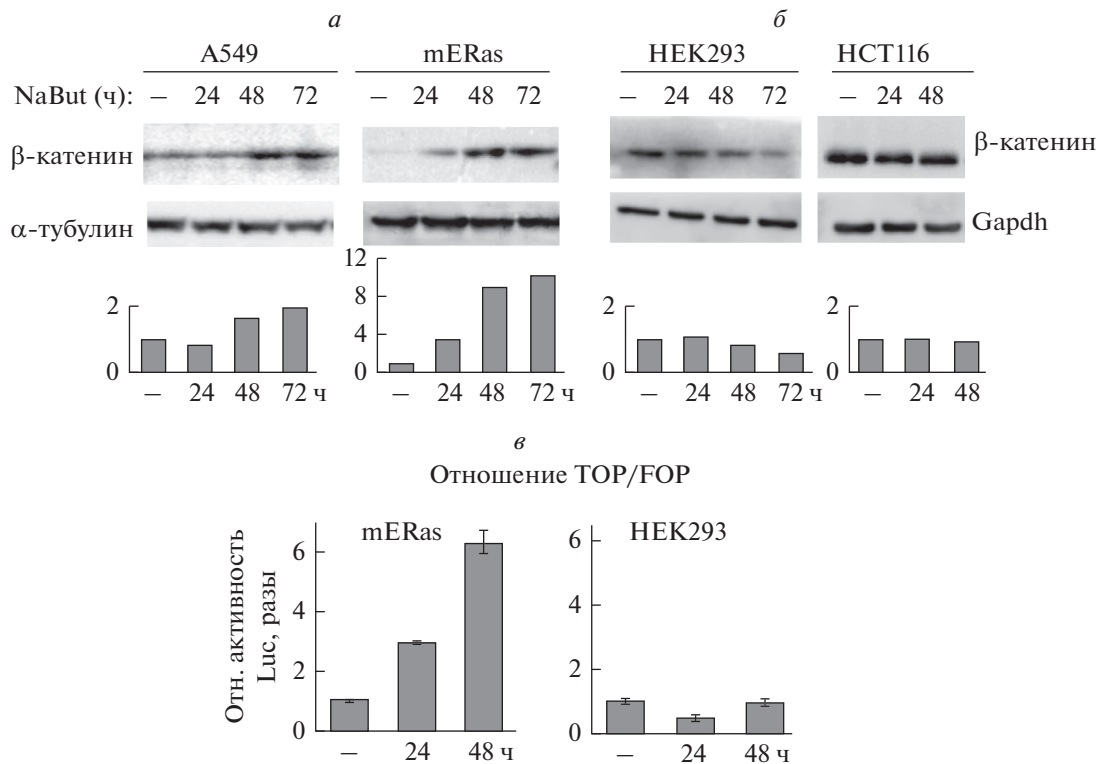 а
б
A549
mERas
HEK293
HCT116
NaBut (ч): – 24 48 72 – 24 48 72 – 24 48 72 – 24 48
β-катенин
β-катенин
α-тубулин
Gapdh
2
0
– 24 48 72 ч
12
8
4
0
– 24 48 72 ч
2
0
– 24 48 72 ч
2
0
– 24 48
в
Отношение TOP/FOP
Отн. активность
Luc, разы
mERas
6
4
2
0
– 24 48 ч
HEK293
6
4
2
0
– 24 48 ч